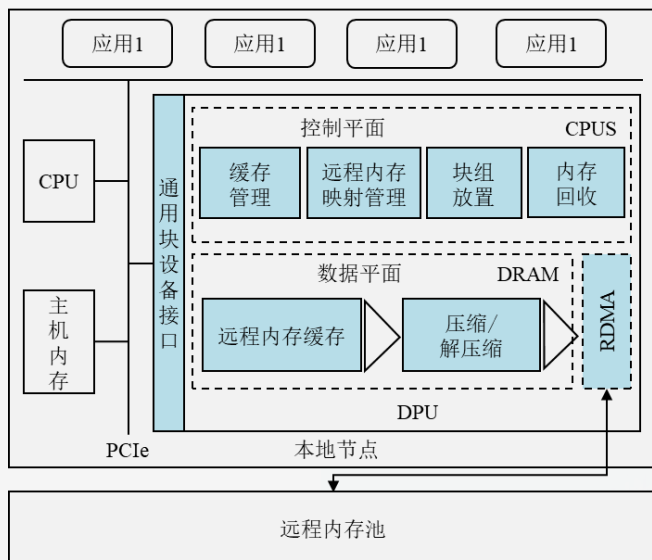 应用1
应用1
应用1
应用1
控制平面
CPUS
CPU
缓存
管理
远程内存
映射管理
块组
放置
内存
回收
通用块设备接口
数据平面
DRAM
主机内存
远程内存缓存
压缩/
解压缩
RDMA
DPU
PCIe
本地节点
远程内存池